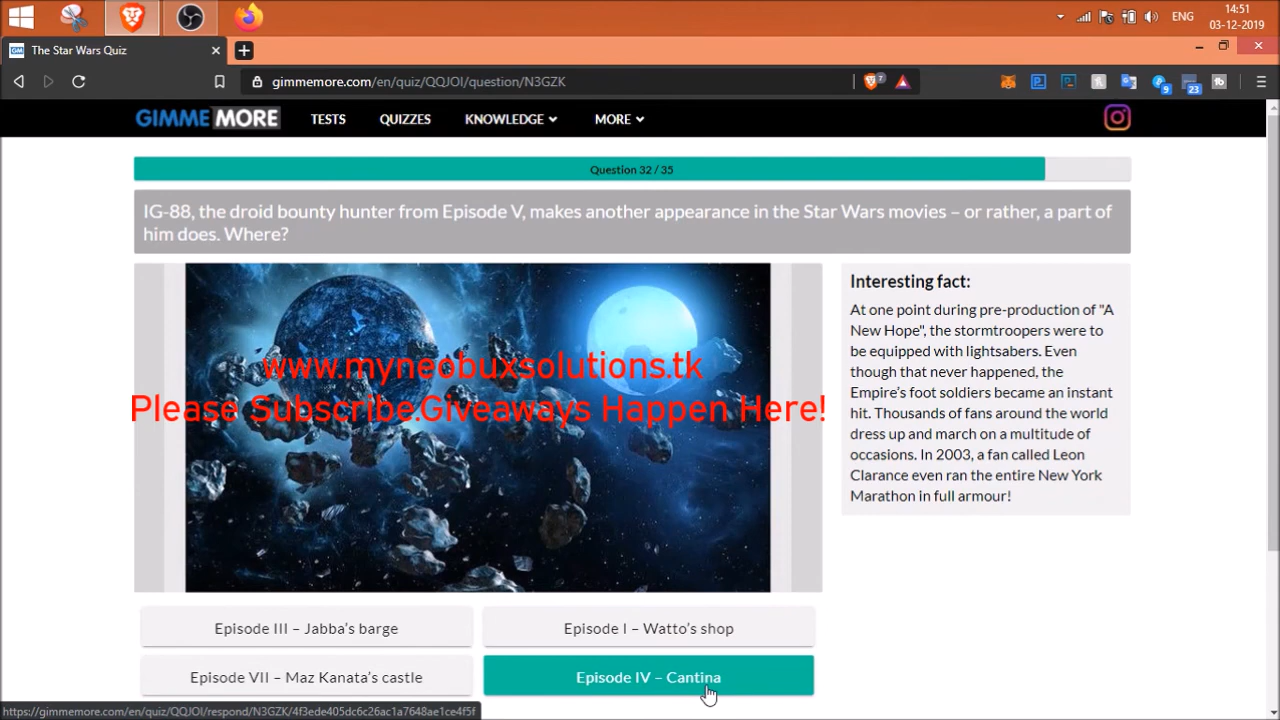 14:51
ENG
03-12-2019
The Star Wars Quiz
gimmemore.com/en/quiz/QQJOI/question/N3GZK
7
9
23
GIMME MORE
TESTS
QUIZZES
KNOWLEDGE
MORE
Question 32 / 35
IG-88, the droid bounty hunter from Episode V, makes another appearance in the Star Wars movies – or rather, a part of
him does. Where?
www.myneobuxsolutions.tk
Please Subscribe.Giveaways Happen Here!
Interesting fact:
At one point during pre-production of "A
New Hope", the stormtroopers were to
be equipped with lightsabers. Even
though that never happened, the
Empire's foot soldiers became an instant
hit. Thousands of fans around the world
dress up and march on a multitude of
occasions. In 2003, a fan called Leon
Clarance even ran the entire New York
Marathon in full armour!
Episode III – Jabba's barge
Episode I – Watto's shop
Episode VII – Maz Kanata's castle
Episode IV – Cantina
https://gimmemore.com/en/quiz/QQJOI/respond/N3GZK/4f3ede405dc6c26ac1a7648ae1ce4f5f